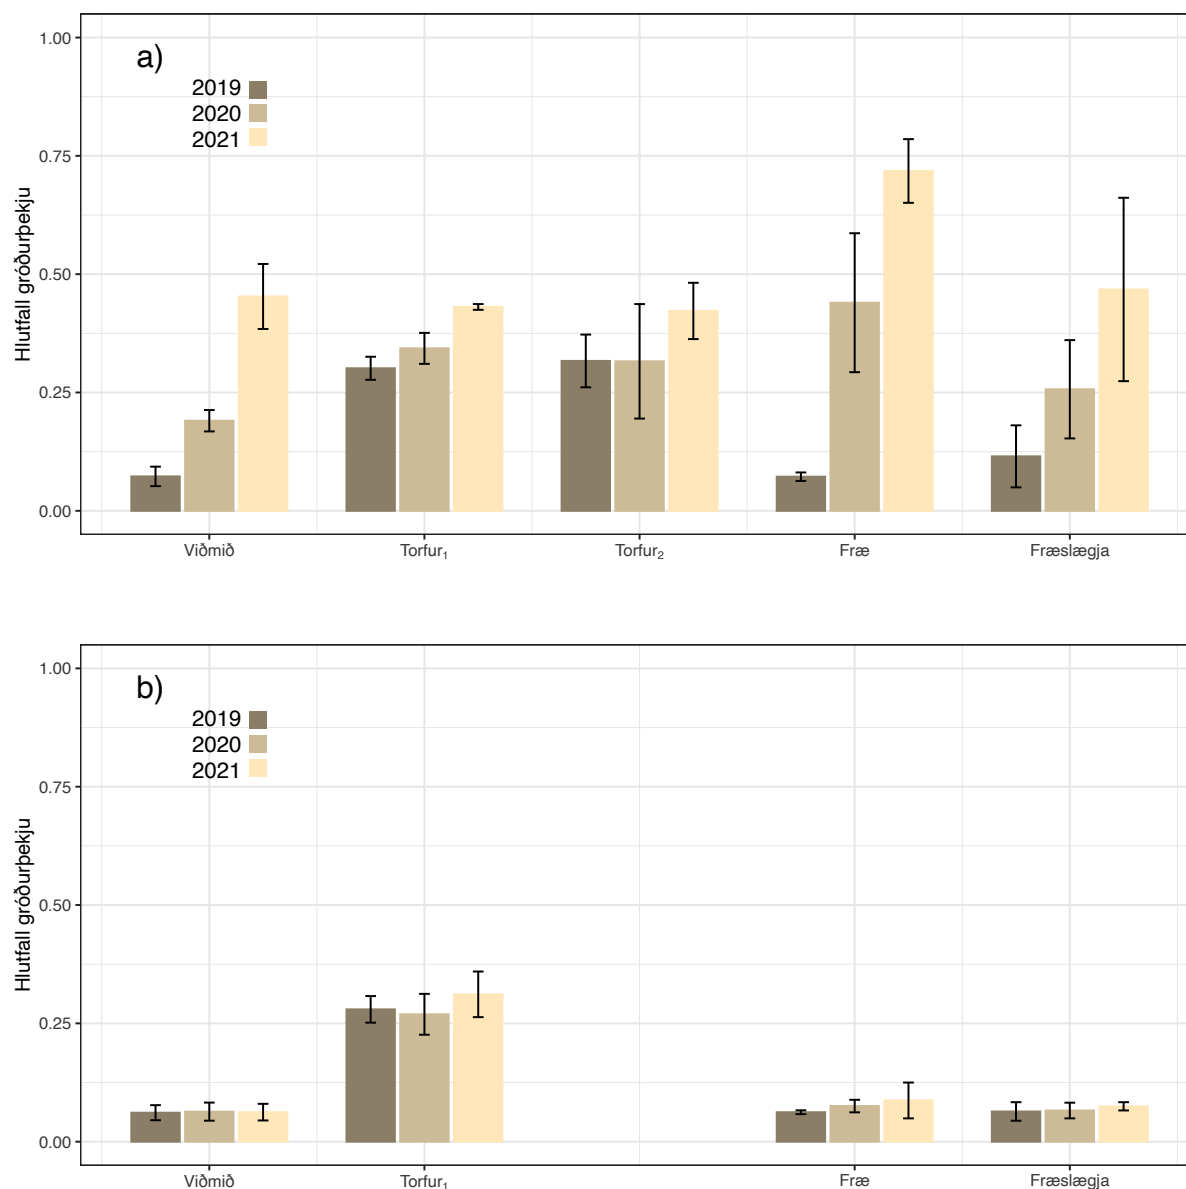 a)
2019
2020
2021
1.00
0.75
0.50
0.25
0.00
Hlutfall gróðurþekju
Viðmið Torfur₁ Torfur₂ Fræ Fræslægja
b)
2019
2020
2021
1.00
0.75
0.50
0.25
0.00
Hlutfall gróðurþekju
Viðmið Torfur₁ Fræ Fræslægja